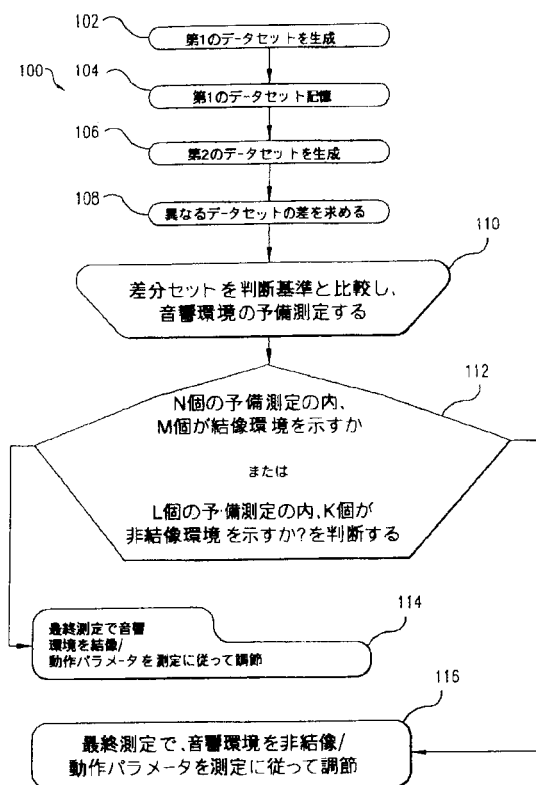 102
第1のデータセットを生成
100
104
第1のデータセット記憶
106
第2のデータセットを生成
108
異なるデータセットの差を求める
110
差分セットを判断基準と比較し、
音響環境の予備測定する
112
N個の予備測定の内、
M個が結像環境を示すか
または
L個の予備測定の内、K個が
非結像環境を示すか?を判断する
114
最終測定で音響
環境を結像/
動作パラメータを測定に従って調節
116
最終測定で、音響環境を非結像/
動作パラメータを測定に従って調節